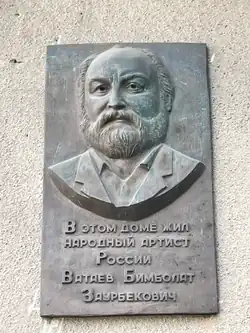 В этом доме жил
народный артист
России
Ватаев Бимболат
Заурбекович